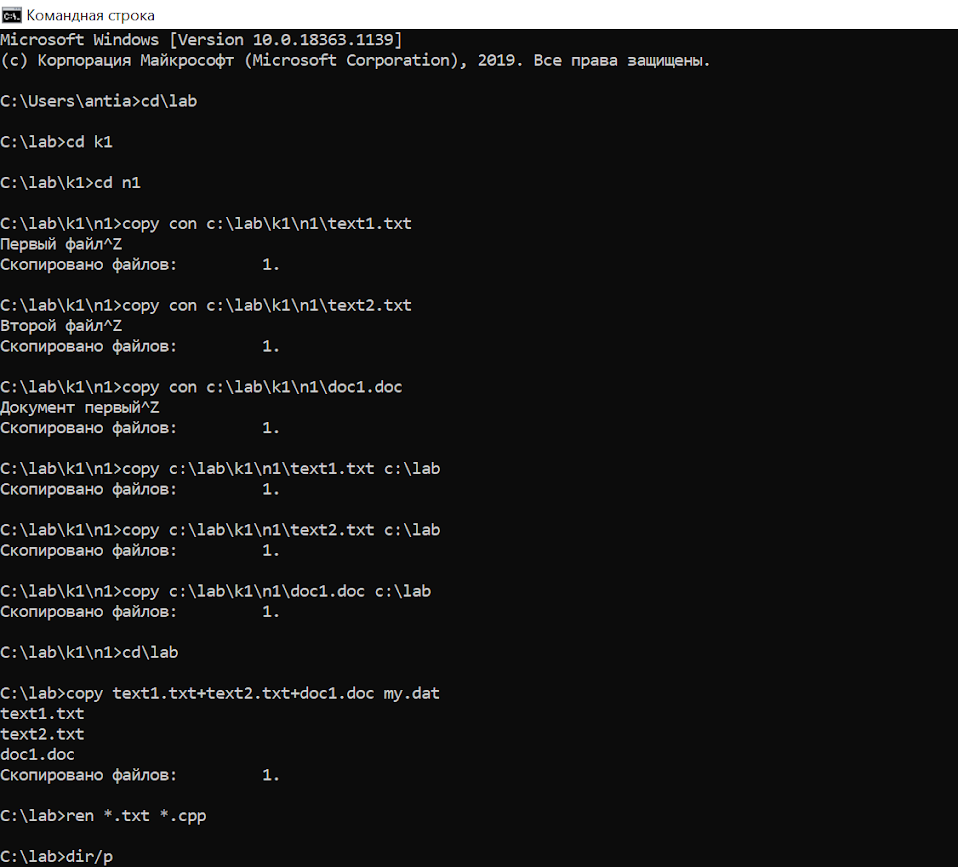 Командная строка
Microsoft Windows [Version 10.0.18363.1139]
(c) Корпорация Майкрософт (Microsoft Corporation), 2019. Все права защищены.
C:\Users\antia>cd\lab
C:\lab>cd k1
C:\lab\k1>cd n1
C:\lab\k1\n1>copy con c:\lab\k1\n1\text1.txt
Первый файл^Z
Скопировано файлов:         1.
C:\lab\k1\n1>copy con c:\lab\k1\n1\text2.txt
Второй файл^Z
Скопировано файлов:         1.
C:\lab\k1\n1>copy con c:\lab\k1\n1\doc1.doc
Документ первый^Z
Скопировано файлов:         1.
C:\lab\k1\n1>copy c:\lab\k1\n1\text1.txt c:\lab
Скопировано файлов:         1.
C:\lab\k1\n1>copy c:\lab\k1\n1\text2.txt c:\lab
Скопировано файлов:         1.
C:\lab\k1\n1>copy c:\lab\k1\n1\doc1.doc c:\lab
Скопировано файлов:         1.
C:\lab\k1\n1>cd\lab
C:\lab>copy text1.txt+text2.txt+doc1.doc my.dat
text1.txt
text2.txt
doc1.doc
Скопировано файлов:         1.
C:\lab>ren *.txt *.cpp
C:\lab>dir/p